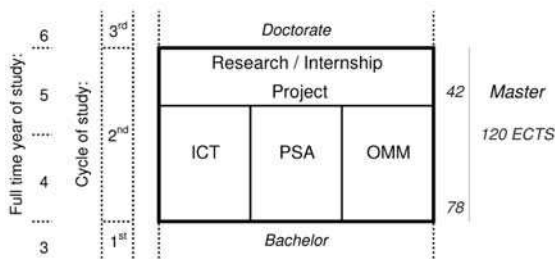 Full time year of study:
6
5
4
3
Cycle of study:
3rd
2nd
1st
Doctorate
Research / Internship
Project
ICT
PSA
OMM
Bachelor
42
78
Master
120 ECTS